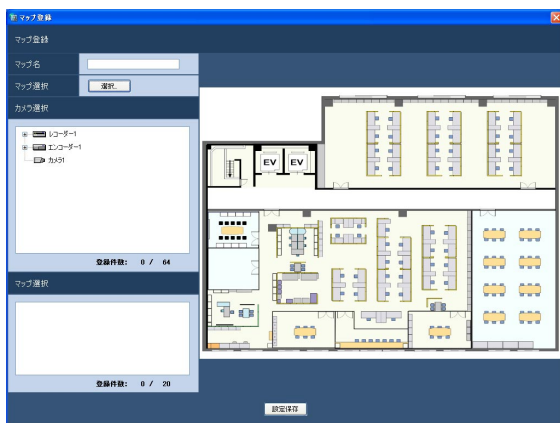 マップ登録
マップ登録
マップ名
マップ選択
選択...
カメラ選択
レコーダー1
エンコーダー1
カメラ1
登録件数: 0 / 64
マップ選択
登録件数: 0 / 20
EV
EV
設定保存